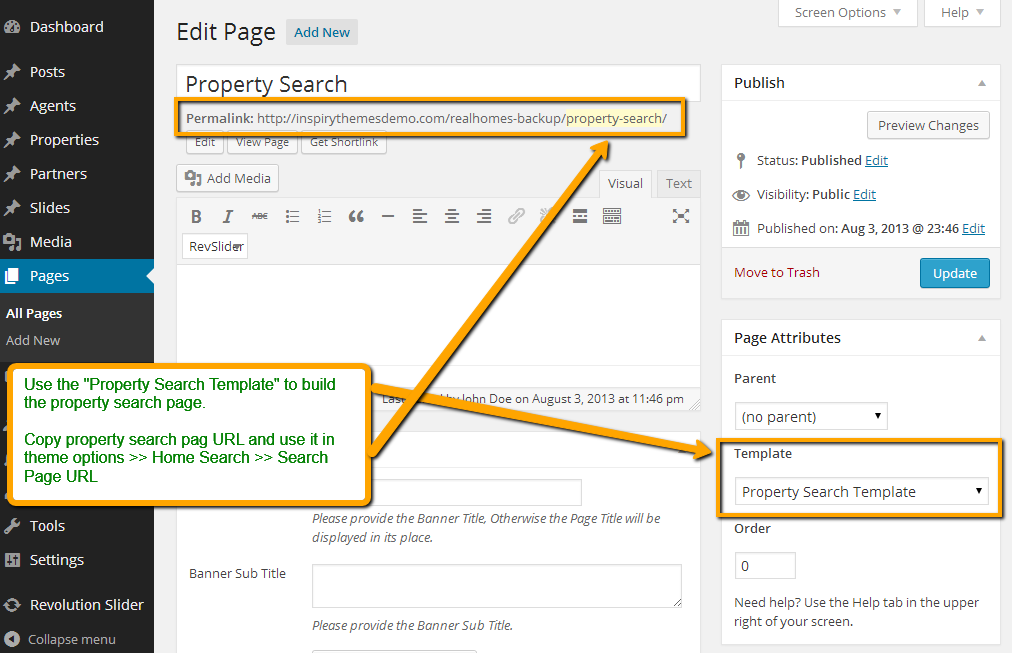 Screen Options
Help
Dashboard
Posts
Agents
Properties
Partners
Slides
Media
Pages
All Pages
Add New
Tools
Settings
Revolution Slider
Collapse menu
Edit Page
Add New
Property Search
Permalink: http://inspirythemesdemo.com/realhomes-backup/property-search/
Edit
View Page
Get Shortlink
Add Media
Visual
Text
B
I
ABC
RevSlider
by John Doe on August 3, 2013 at 11:46 pm
Use the "Property Search Template" to build
the property search page.
Copy property search pag URL and use it in
theme options >> Home Search >> Search
Page URL
Please provide the Banner Title, Otherwise the Page Title will be
displayed in its place.
Banner Sub Title
Please provide the Banner Sub Title.
Publish
Preview Changes
Status: Published Edit
Visibility: Public Edit
Published on: Aug 3, 2013 @ 23:46 Edit
Move to Trash
Update
Page Attributes
Parent
(no parent)
Template
Property Search Template
Order
0
Need help? Use the Help tab in the upper
right of your screen.